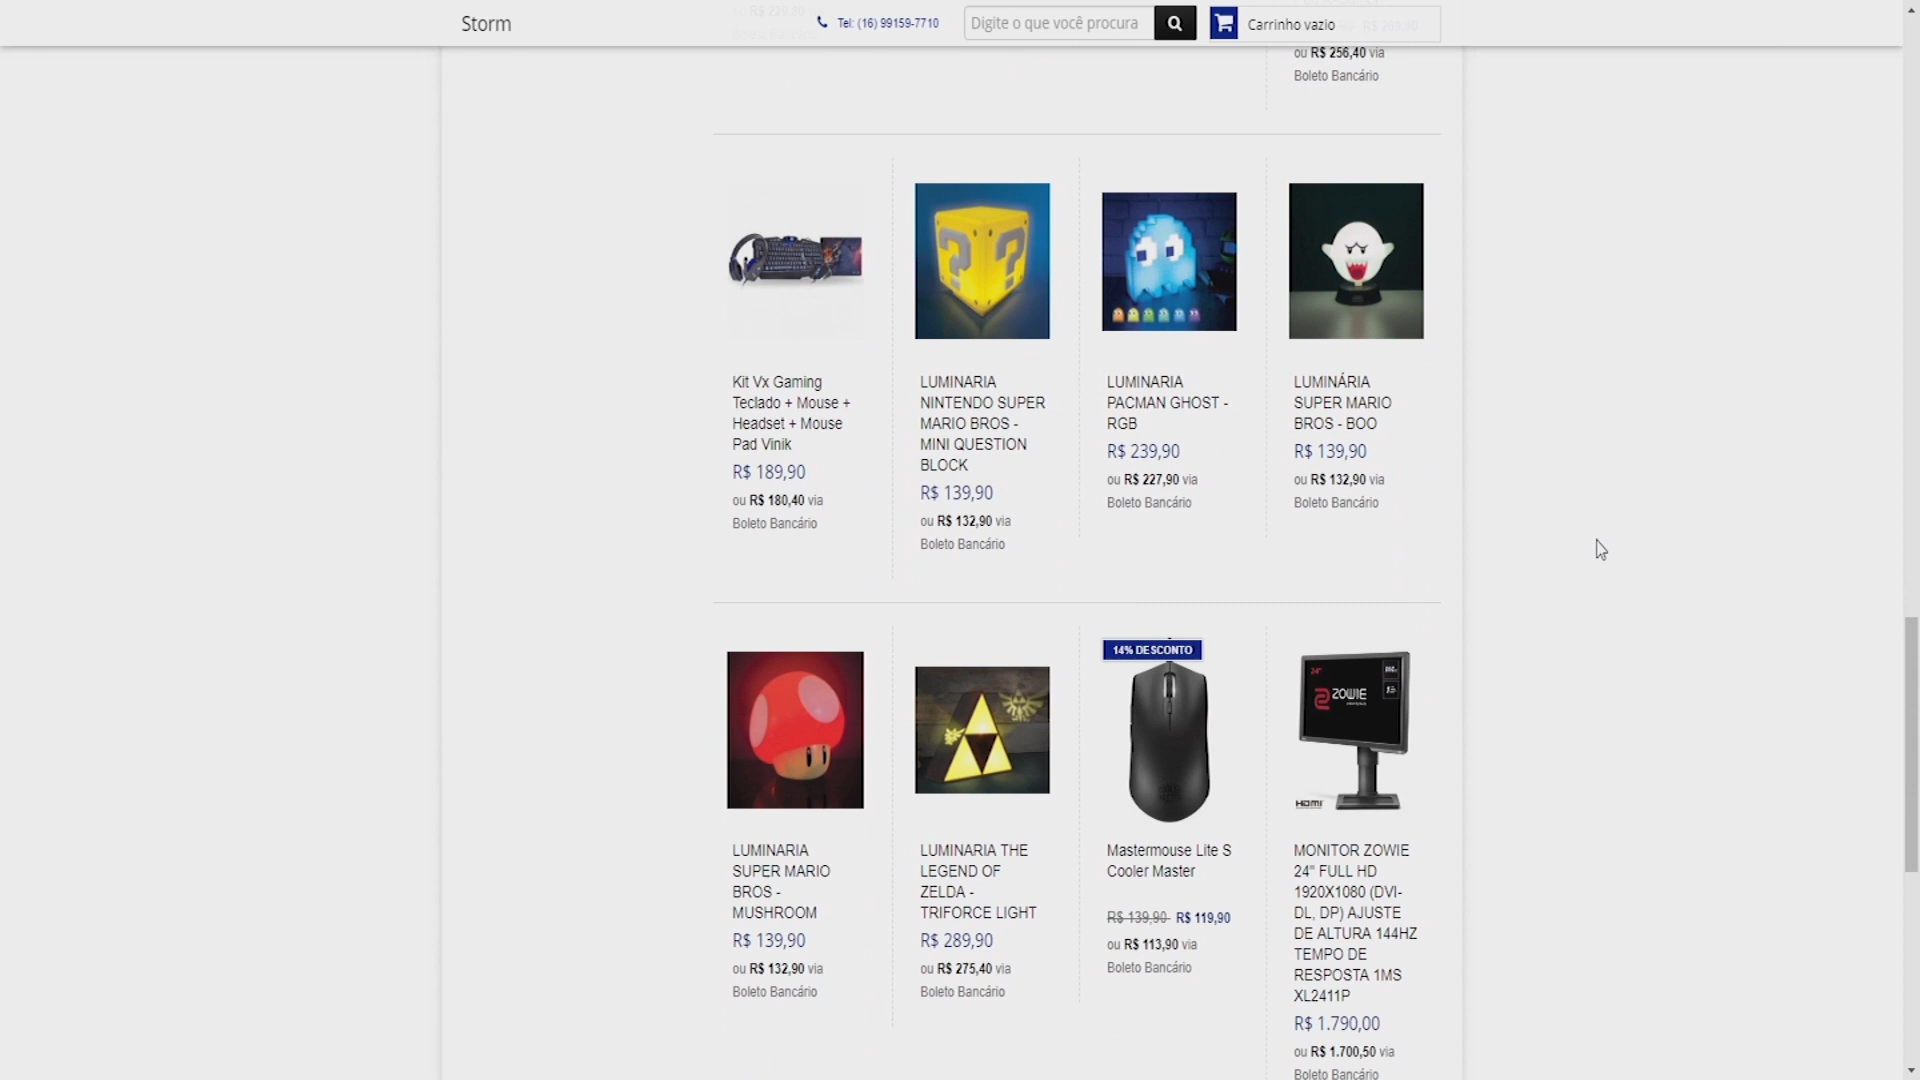 Storm
Tel: (16) 99159-7710
Digite o que você procura
Carrinho vazio
ou R$ 256,40 via
Boleto Bancário
Kit Vx Gaming
Teclado + Mouse +
Headset + Mouse
Pad Vinik
R$ 189,90
ou R$ 180,40 via
Boleto Bancário
LUMINARIA
NINTENDO SUPER
MARIO BROS -
MINI QUESTION
BLOCK
R$ 139,90
ou R$ 132,90 via
Boleto Bancário
LUMINARIA
PACMAN GHOST -
RGB
R$ 239,90
ou R$ 227,90 via
Boleto Bancário
LUMINÁRIA
SUPER MARIO
BROS - BOO
R$ 139,90
ou R$ 132,90 via
Boleto Bancário
LUMINARIA
SUPER MARIO
BROS -
MUSHROOM
R$ 139,90
ou R$ 132,90 via
Boleto Bancário
LUMINARIA THE
LEGEND OF
ZELDA -
TRIFORCE LIGHT
R$ 289,90
ou R$ 275,40 via
Boleto Bancário
14% DESCONTO
Mastermouse Lite S
Cooler Master
R$ 139,90 R$ 119,90
ou R$ 113,90 via
Boleto Bancário
24"
ZOWIE
HDMI
MONITOR ZOWIE
24" FULL HD
1920X1080 (DVI-
DL, DP) AJUSTE
DE ALTURA 144HZ
TEMPO DE
RESPOSTA 1MS
XL2411P
R$ 1.790,00
ou R$ 1.700,50 via
Boleto Bancário